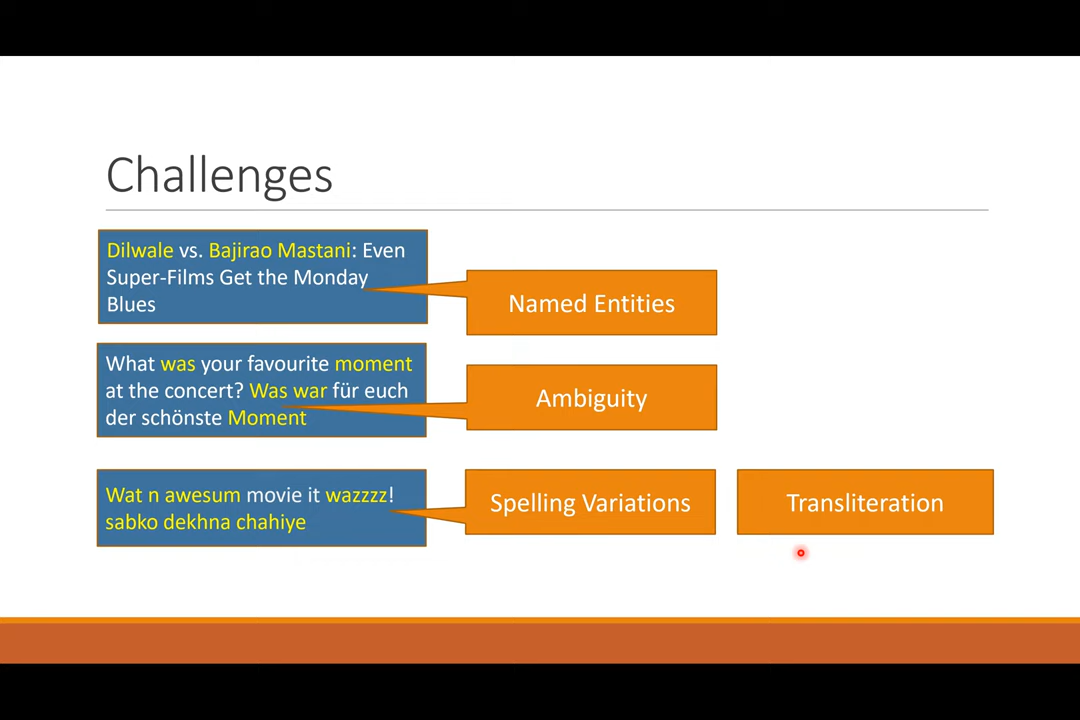 Challenges
Dilwale vs. Bajirao Mastani: Even
Super-Films Get the Monday
Blues
Named Entities
What was your favourite moment
at the concert? Was war für euch
der schönste Moment
Ambiguity
Wat n awesum movie it wazzzz!
sabko dekhna chahiye
Spelling Variations
Transliteration